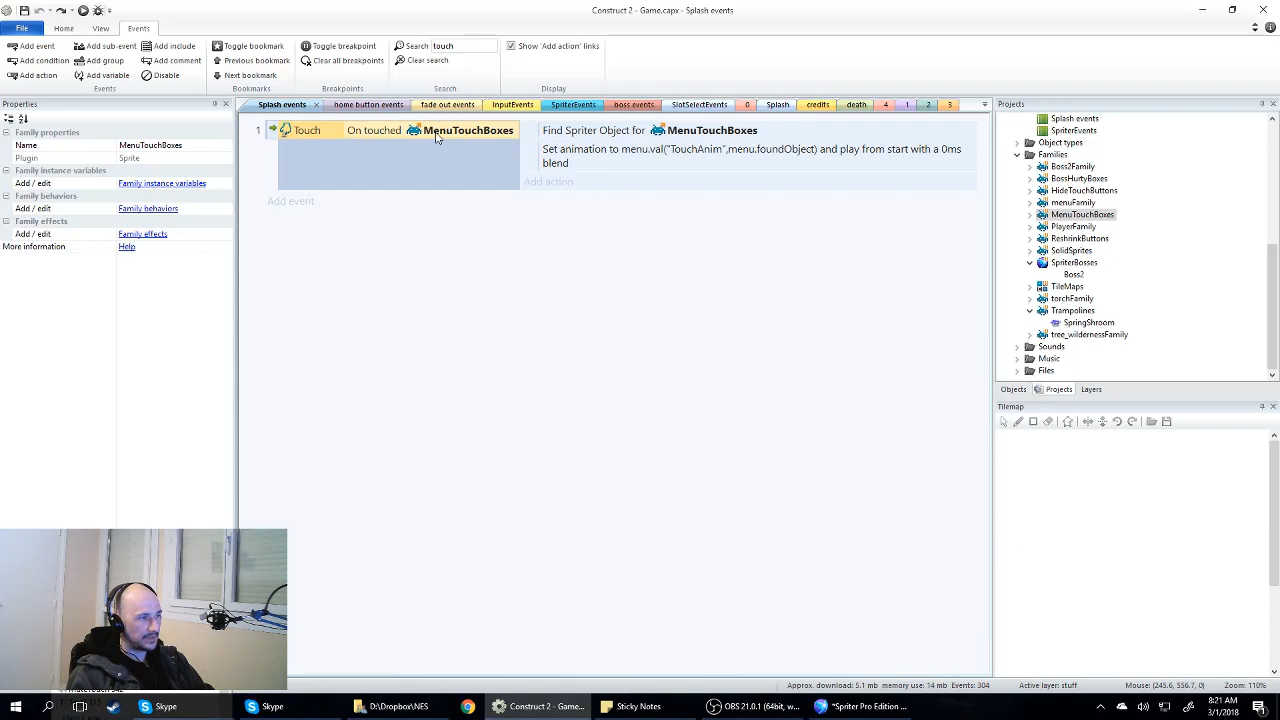 Construct 2 - Game.capx - Splash events
File Home View Events
Add event Add sub-event Add include Toggle bookmark Toggle breakpoint Search touch Show 'Add action' links
Add condition Add group Add comment Previous bookmark Clear all breakpoints Clear search
Add action Add variable Disable Next bookmark
Events Bookmarks Breakpoints Search Display
Properties
Splash events home button events fade out events InputEvents SpriterEvents boss events SlotSelectEvents 0 Splash credits death 4 1 2 3
Projects
Family properties
Name MenuTouchBoxes
Plugin Sprite
Family instance variables
Add / edit Family instance variables
Family behaviors
Add / edit Family behaviors
Family effects
Add / edit Family effects
More information Help
1 Touch On touched MenuTouchBoxes
Find Spriter Object for MenuTouchBoxes
Set animation to menu.val("TouchAnim",menu.foundObject) and play from start with a 0ms
blend
Add action
Add event
Splash events
SpriterEvents
Object types
Families
Boss2Family
BossHurtyBoxes
HideTouchButtons
menuFamily
MenuTouchBoxes
PlayerFamily
ReshrinkButtons
SolidSprites
SpriterBosses
Boss2
TileMaps
torchFamily
Trampolines
SpringShroom
tree_wildernessFamily
Sounds
Music
Files
Objects Projects Layers
Tilemap
Approx. download: 5.1 mb, memory use: 14 mb Events: 304 Active layer: stuff Mouse: (245.6, 556.7, 0) Zoom: 110%
Skype Skype D:\Dropbox\NES Construct 2 - Game.... Sticky Notes OBS 21.0.1 (64bit, w... *Spriter Pro Edition ...
8:21 AM
3/1/2018